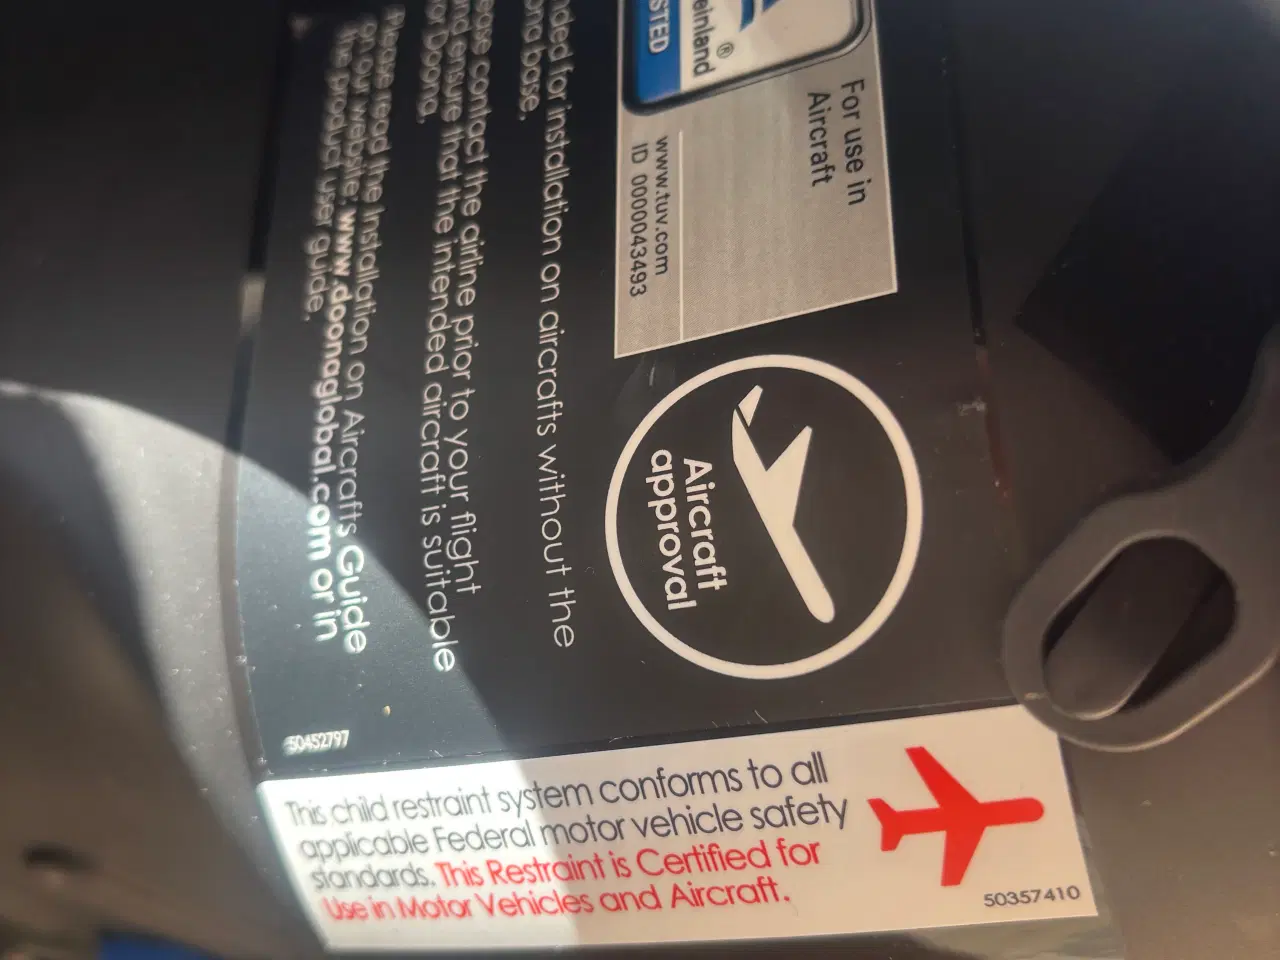 STED
einland
®
For use in
Aircraft
www.tuv.com
ID 0000043493
Aircraft
approval
nded for installation on aircrafts without the
ona base.
ease contact the airline prior to your flight
nd ensure that the intended aircraft is suitable
or Doona.
Please read the Installation on Aircrafts Guide
on our website: www.doonaglobal.com or in
the product user guide.
50452797
This child restraint system conforms to all
applicable Federal motor vehicle safety
standards. This Restraint is Certified for
Use in Motor Vehicles and Aircraft.
50357410